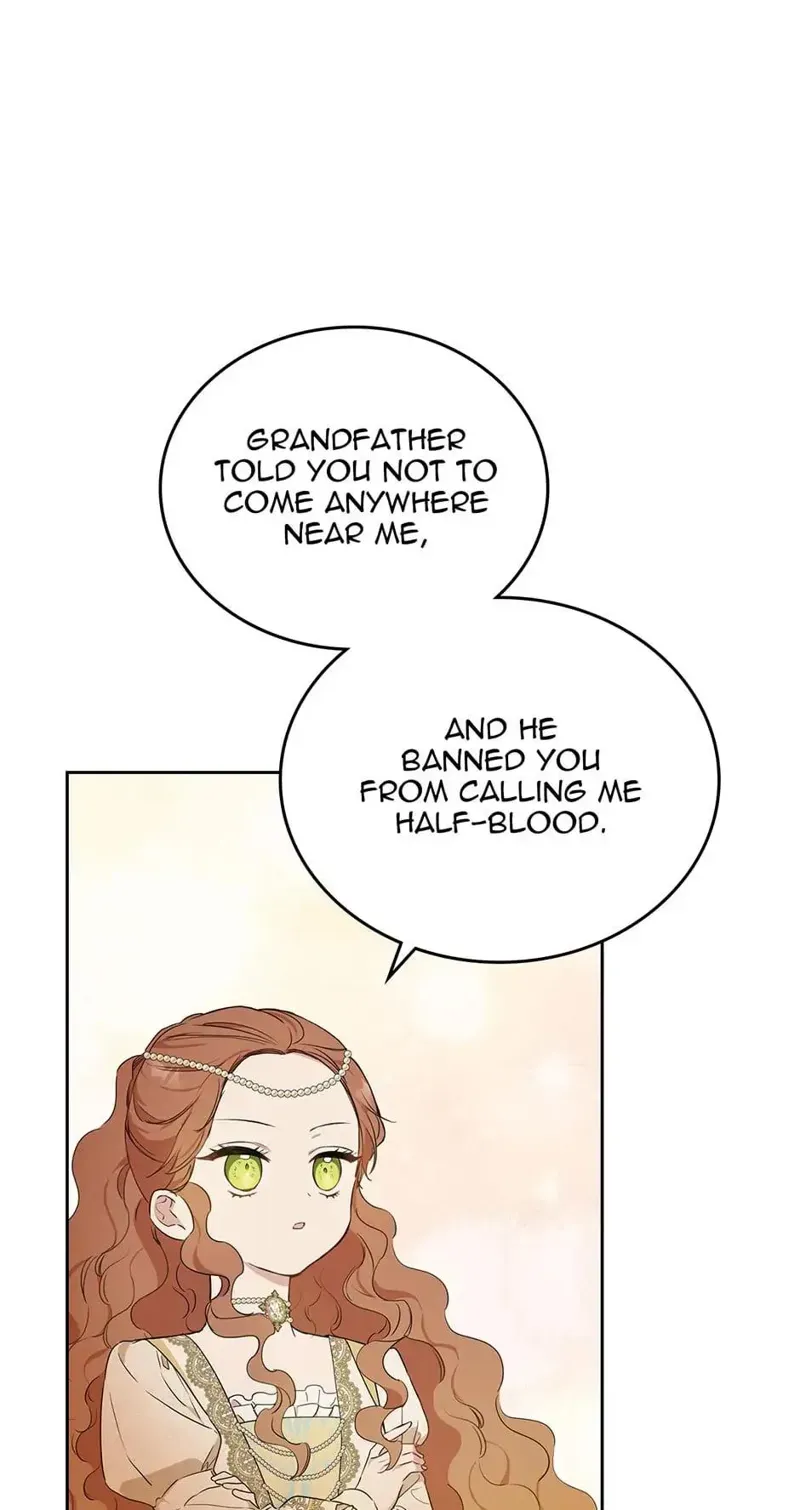 GRANDFATHER
TOLD YOU NOT TO
COME ANYWHERE
NEAR ME,
AND HE
BANNED YOU
FROM CALLING ME
HALF-BLOOD.